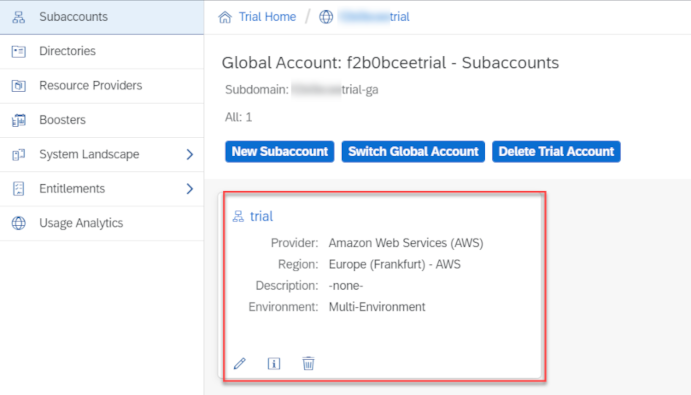 Subaccounts
Directories
Resource Providers
Boosters
System Landscape
Entitlements
Usage Analytics
Trial Home / trial
Global Account: f2b0bceetrial - Subaccounts
Subdomain: trial-ga
All: 1
New Subaccount Switch Global Account Delete Trial Account
trial
Provider: Amazon Web Services (AWS)
Region: Europe (Frankfurt) - AWS
Description: -none-
Environment: Multi-Environment